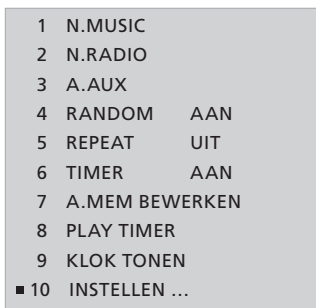 1 N.MUSIC
2 N.RADIO
3 A.AUX
4 RANDOM AAN
5 REPEAT UIT
6 TIMER AAN
7 A.MEM BEWERKEN
8 PLAY TIMER
9 KLOK TONEN
■ 10 INSTELLEN ...